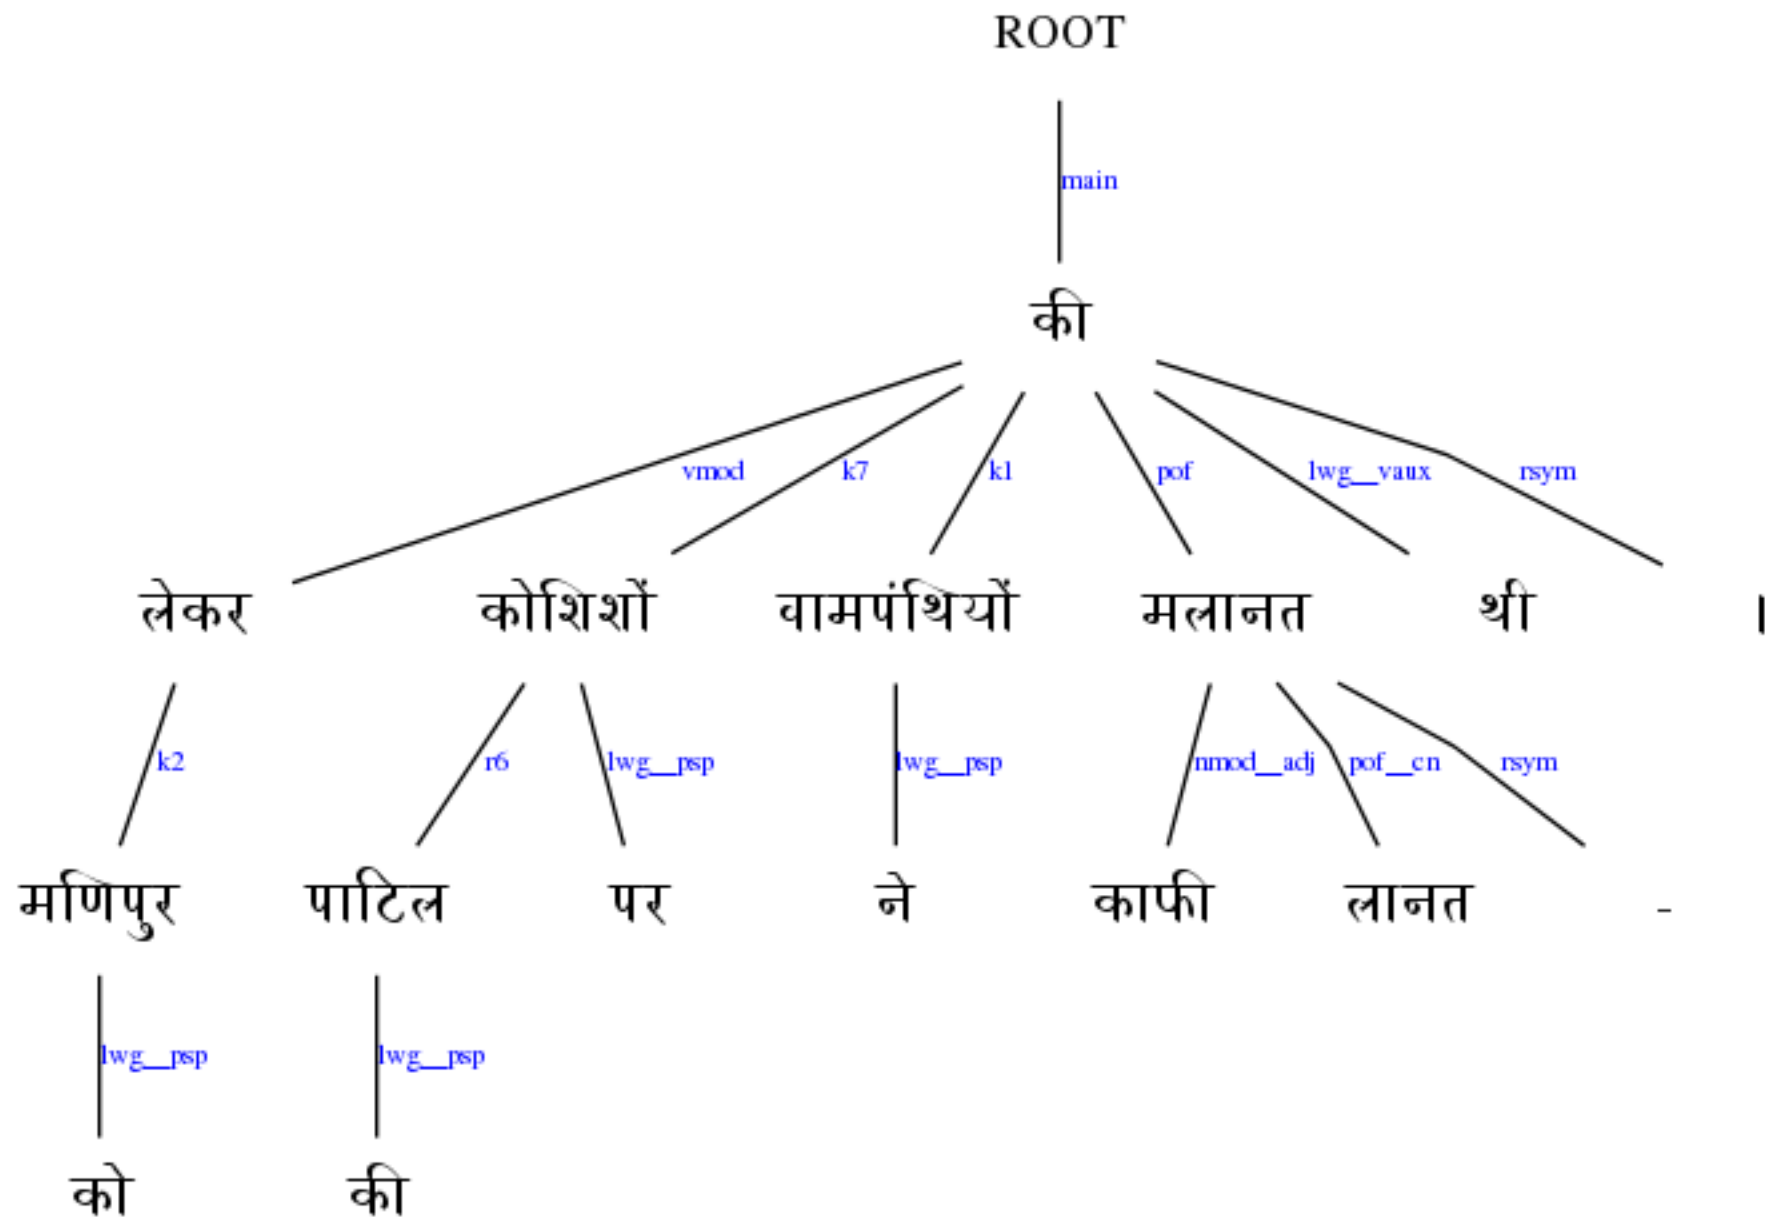 ROOT
main
की
vmod k7 k1 pof lwg__vaux rsym
लेकर कोशिशों वामपंथियों मलानत थी ।
k2 r6 lwg__psp lwg__psp nmod__adj pof__cn rsym
मणिपुर पाटिल पर ने काफी लानत -
lwg__psp lwg__psp
को की